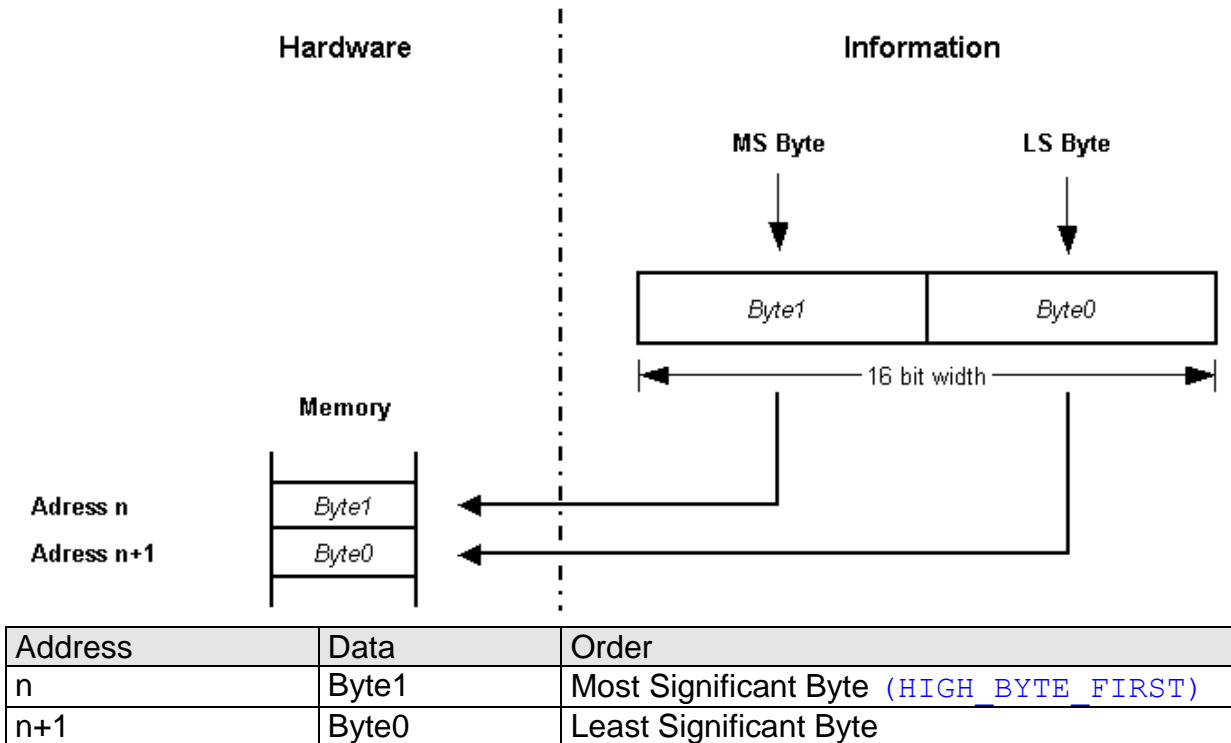 Hardware Information
MS Byte LS Byte
Byte1 Byte0
16 bit width
Memory
Adress n Byte1
Adress n+1 Byte0
Address Data Order
n Byte1 Most Significant Byte (HIGH_BYTE_FIRST)
n+1 Byte0 Least Significant Byte